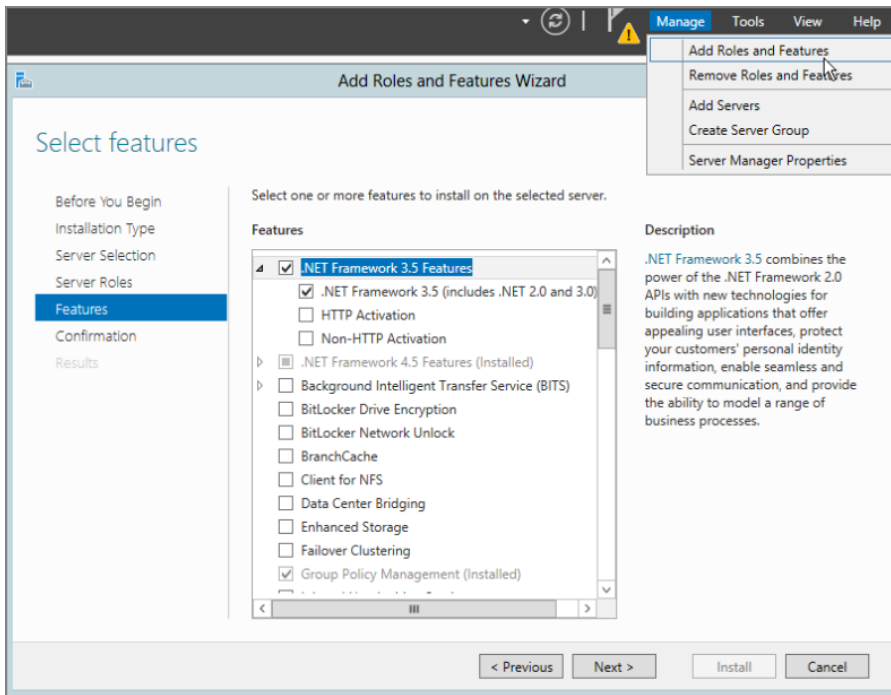 Manage Tools View Help
Add Roles and Features
Remove Roles and Features
Add Servers
Create Server Group
Server Manager Properties
Add Roles and Features Wizard
Select features
Before You Begin
Installation Type
Server Selection
Server Roles
Features
Confirmation
Results
Select one or more features to install on the selected server.
Features
.NET Framework 3.5 Features
.NET Framework 3.5 (includes .NET 2.0 and 3.0)
HTTP Activation
Non-HTTP Activation
.NET Framework 4.5 Features (Installed)
Background Intelligent Transfer Service (BITS)
BitLocker Drive Encryption
BitLocker Network Unlock
BranchCache
Client for NFS
Data Center Bridging
Enhanced Storage
Failover Clustering
Group Policy Management (Installed)
Description
.NET Framework 3.5 combines the
power of the .NET Framework 2.0
APIs with new technologies for
building applications that offer
appealing user interfaces, protect
your customers' personal identity
information, enable seamless and
secure communication, and provide
the ability to model a range of
business processes.
< Previous
Next >
Install
Cancel